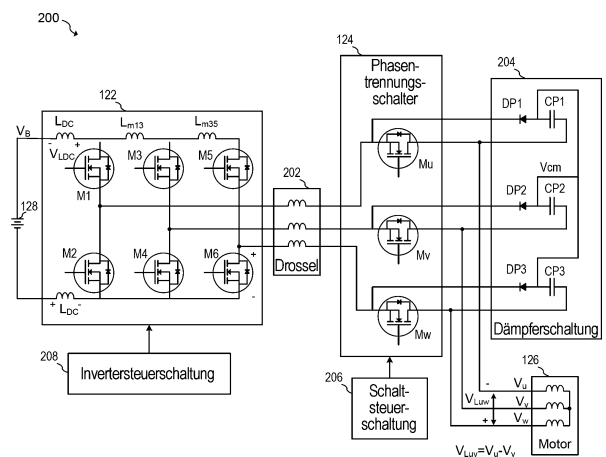 200
122
L_DC
L_m13
L_m35
V_B
-
+
V_LDC
M1
M3
M5
128
M2
M4
M6
+
-
+
L_DC
-
208
Invertersteuerschaltung
202
Drossel
124
Phasen-
trennungs-
schalter
Mu
Mv
Mw
206
Schalt-
steuer-
schaltung
204
DP1
CP1
Vcm
DP2
CP2
DP3
CP3
Dämpferschaltung
126
-
V_u
V_Luw
V_v
+
V_w
Motor
V_Luv=V_u-V_v